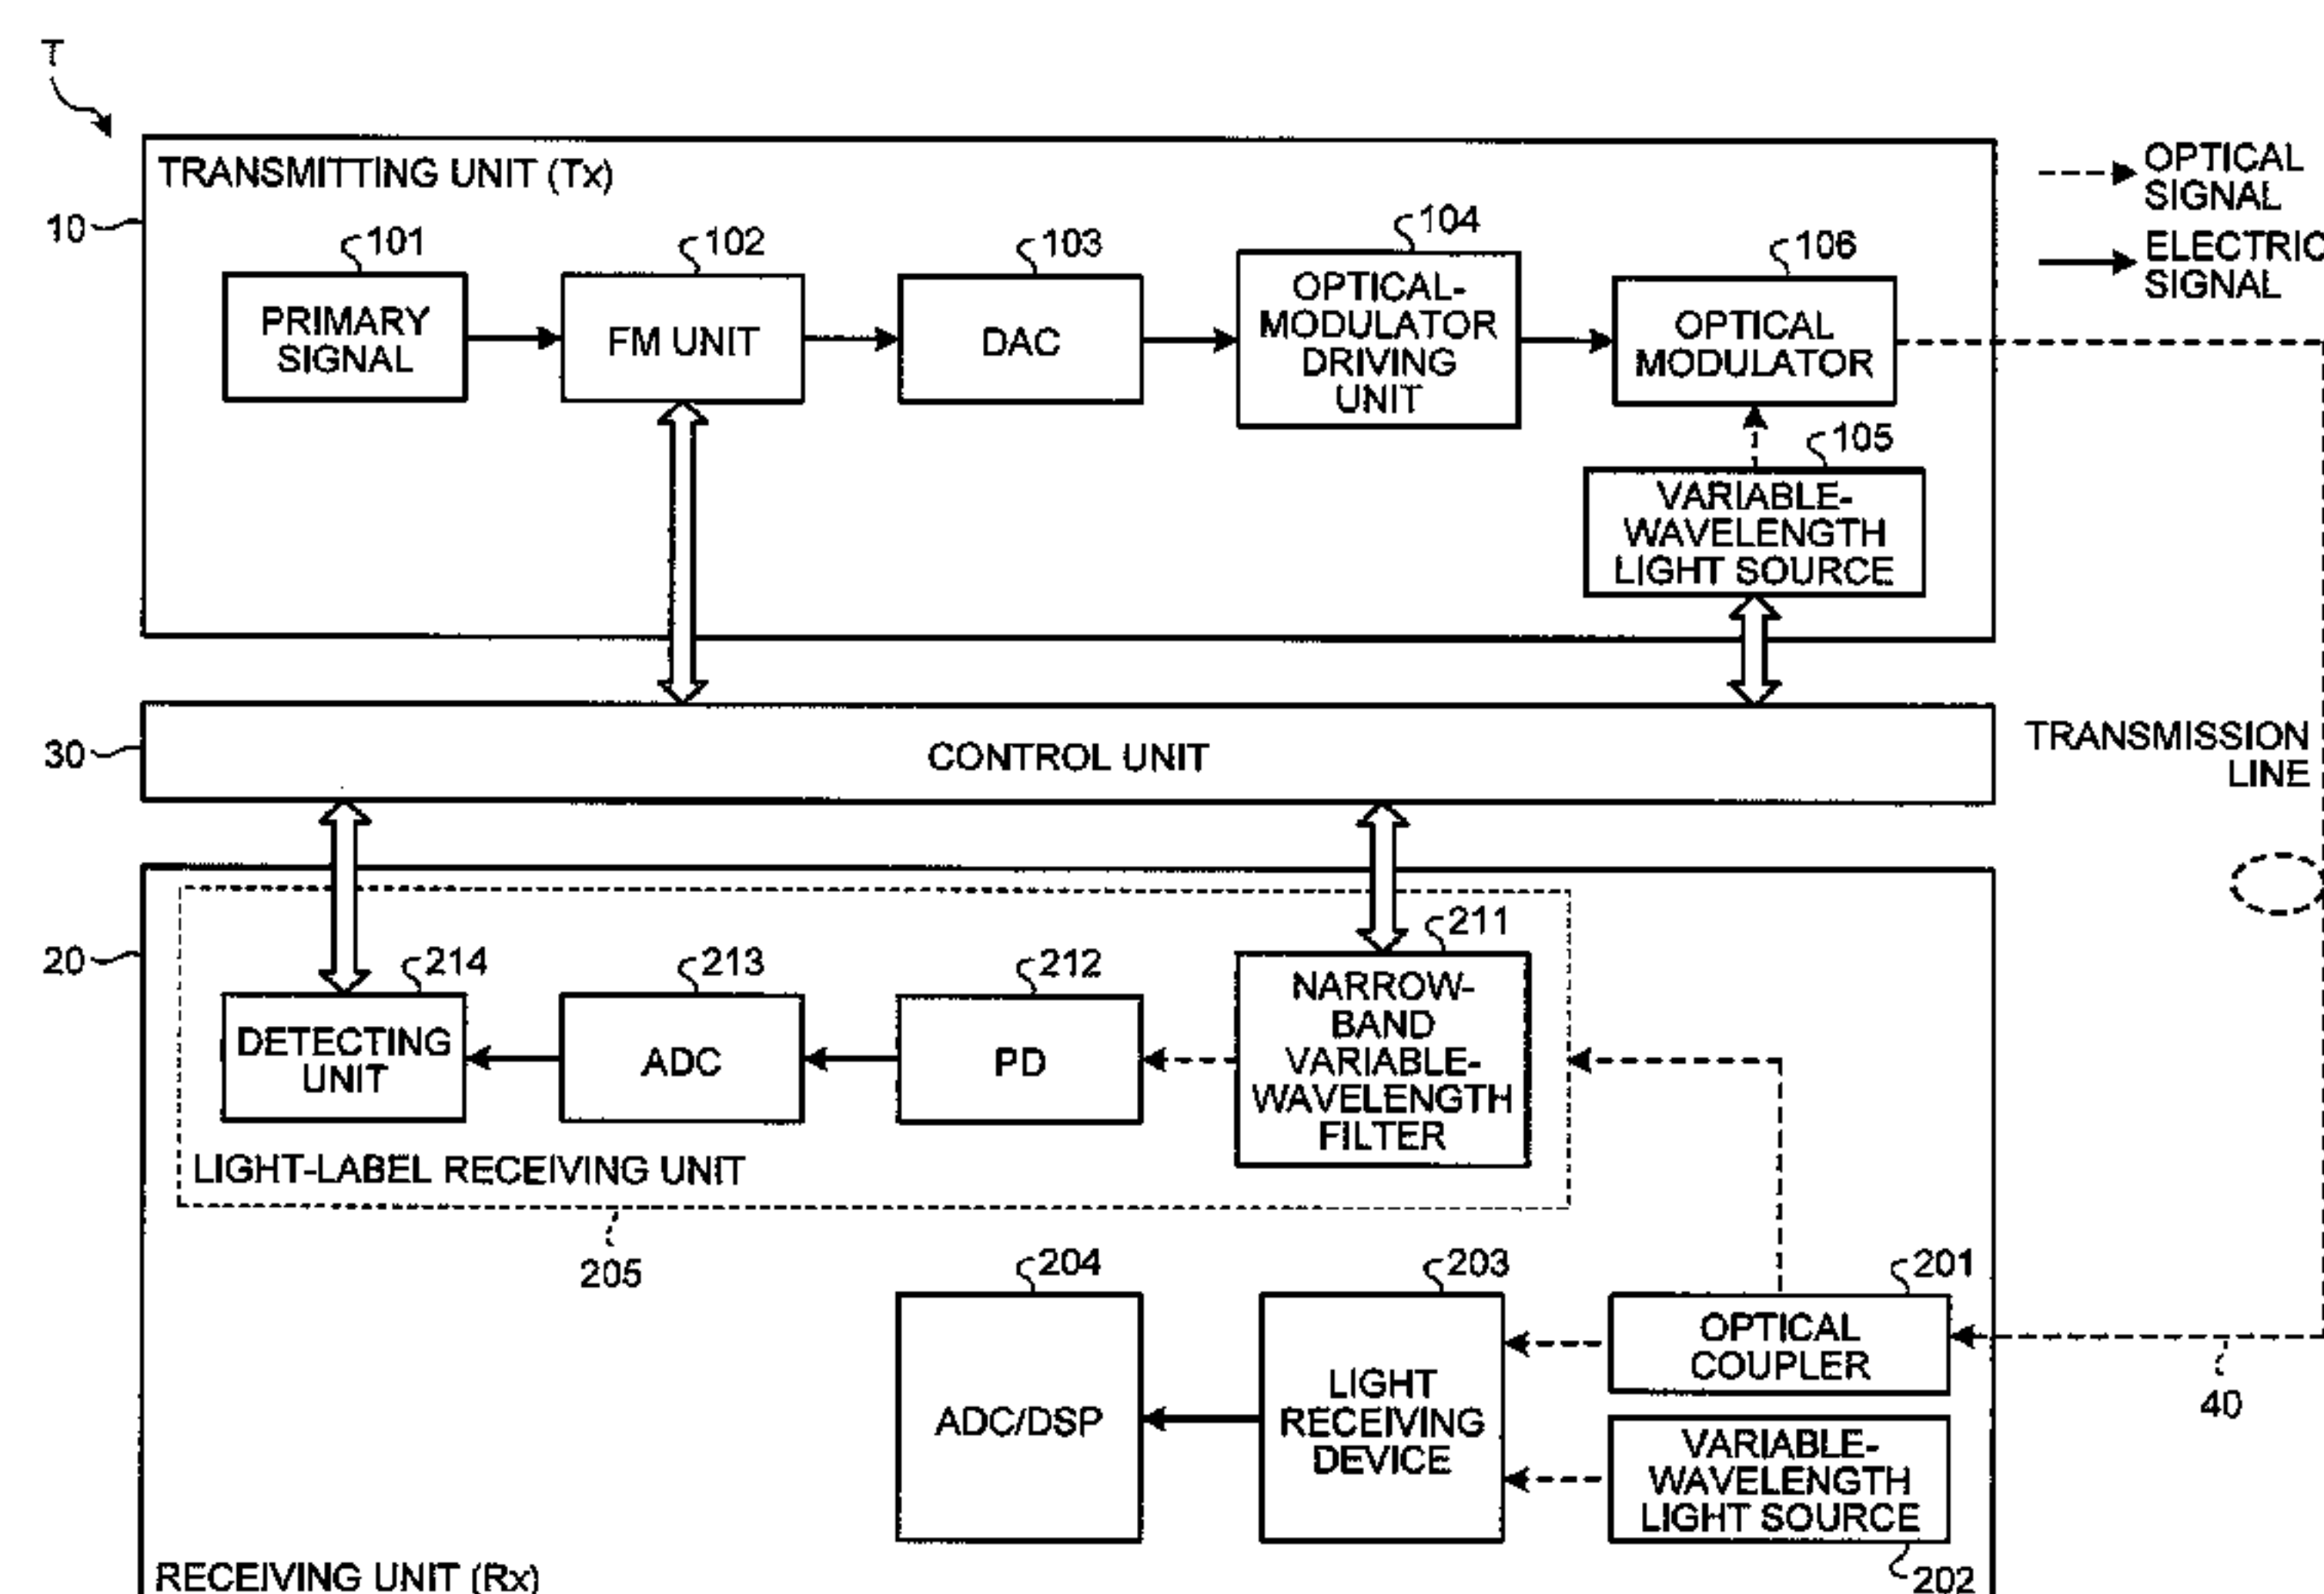 T
TRANSMITTING UNIT (Tx)
10
101
102
103
104
106
PRIMARY
SIGNAL
FM UNIT
DAC
OPTICAL-
MODULATOR
DRIVING
UNIT
OPTICAL
MODULATOR
105
VARIABLE-
WAVELENGTH
LIGHT SOURCE
OPTICAL
SIGNAL
ELECTRIC
SIGNAL
30
CONTROL UNIT
TRANSMISSION
LINE
20
214
213
212
211
DETECTING
UNIT
ADC
PD
NARROW-
BAND
VARIABLE-
WAVELENGTH
FILTER
LIGHT-LABEL RECEIVING UNIT
205
204
203
201
ADC/DSP
LIGHT
RECEIVING
DEVICE
OPTICAL
COUPLER
40
VARIABLE-
WAVELENGTH
LIGHT SOURCE
202
RECEIVING UNIT (Rx)